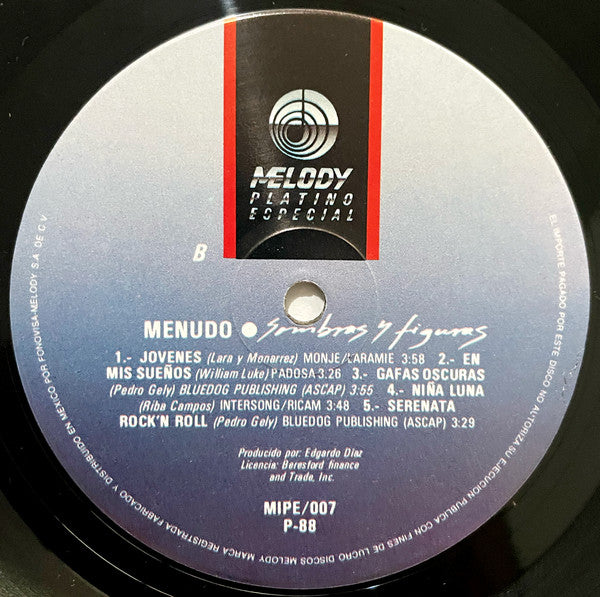 MELODY
PLATINO
ESPECIAL
B
MENUDO ● sombras y figuras
1.- JOVENES (Lara y Monarrez) MONJE/LARAMIE 3:58 2.- EN
MIS SUEÑOS (William Luke) PADOSA 3.26 3.- GAFAS OSCURAS
(Pedro Gely) BLUEDOG PUBLISHING (ASCAP) 3:55 4.- NIÑA LUNA
(Riba Campos) INTERSONG/RICAM 3:48 5.- SERENATA
ROCK'N ROLL (Pedro Gely) BLUEDOG PUBLISHING (ASCAP) 3:29
Producido por: Edgardo Diaz
Licencia: Beresford finance
and Trade, Inc.
MIPE/007
P-88
EL IMPORTE PAGADO POR ESTE DISCO NO AUTORIZA SU EJECUCION PUBLICA CON FINES DE LUCRO DISCOS MELODY MARCA REGISTRADA FABRICADO Y DISTRIBUIDO EN MEXICO POR FONOVISA-MELODY S.A. DE C.V.